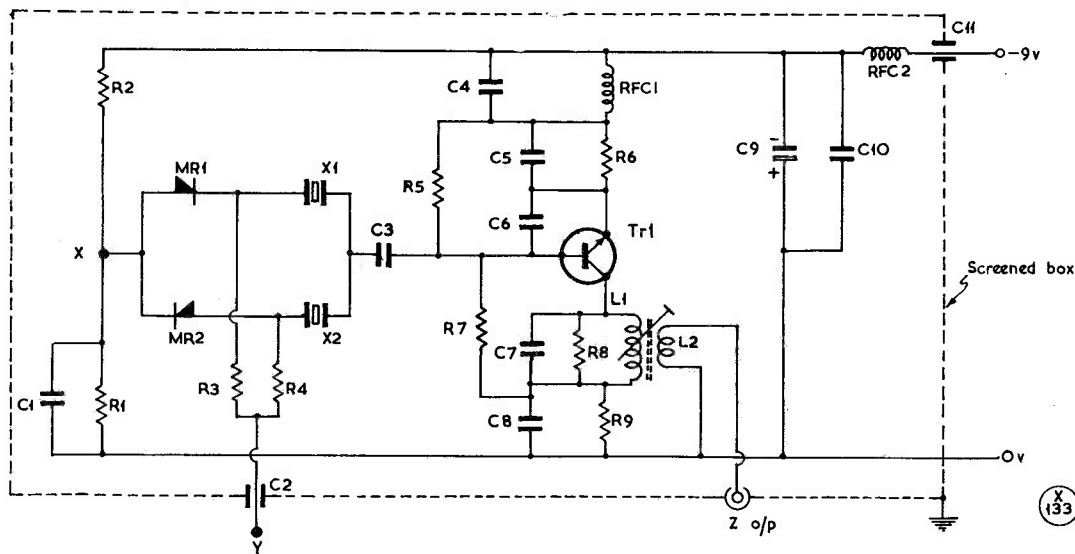 C11
-9v
RFC2
R2
C4
RFC1
C5
R6
C9
-
+
C10
MR1
X1
R5
C6
Tr1
X
C3
Screened box
MR2
X2
R7
L1
C7
R8
L2
C1
R1
R3
R4
C8
R9
C2
Y
Z o/p
O v
X
133